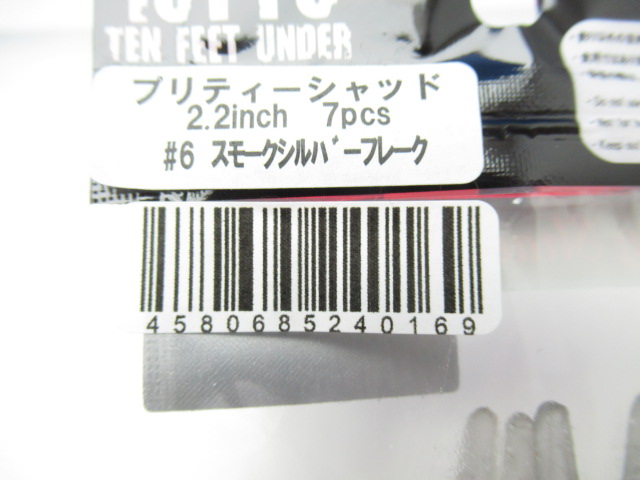 TEN FEET UNDER
プリティーシャッド
2.2inch 7pcs
#6 スモークシルバーフレーク
4580685240169